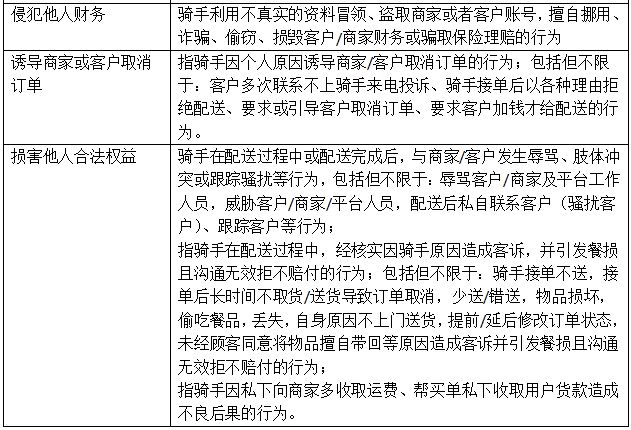 侵犯他人财务
骑手利用不真实的资料冒领、盗取商家或者客户账号，擅自挪用、
诈骗、偷窃、损毁客户/商家财务或骗取保险理赔的行为
诱导商家或客户取消
订单
指骑手因个人原因诱导商家/客户取消订单的行为；包括但不限
于：客户多次联系不上骑手来电投诉、骑手接单后以各种理由拒
绝配送、要求或引导客户取消订单、要求客户加钱才给配送的行
为。
损害他人合法权益
骑手在配送过程中或配送完成后，与商家/客户发生辱骂、肢体冲
突或跟踪骚扰等行为，包括但不限于：辱骂客户/商家及平台工作
人员，威胁客户/商家/平台人员，配送后私自联系客户（骚扰客
户）、跟踪客户等行为；
指骑手在配送过程中，经核实因骑手原因造成客诉，并引发餐损
且沟通无效拒不赔付的行为；包括但不限于：骑手接单不送，接
单后长时间不取货/送货导致订单取消，少送/错送，物品损坏，
偷吃餐品，丢失，自身原因不上门送货，提前/延后修改订单状态，
未经顾客同意将物品擅自带回等原因造成客诉并引发餐损且沟通
无效拒不赔付的行为；
指骑手因私下向商家多收取运费、帮买单私下收取用户货款造成
不良后果的行为。